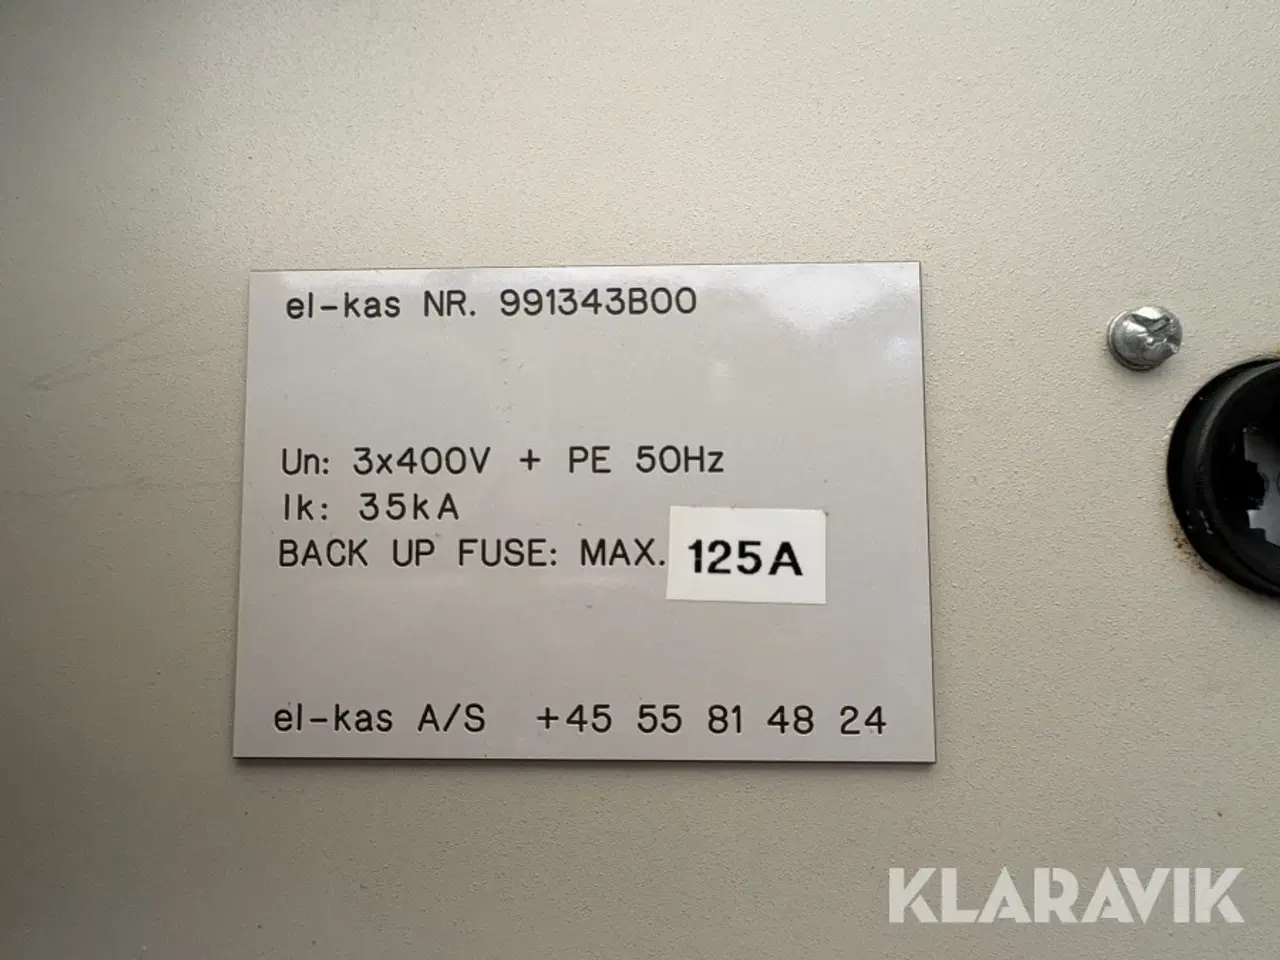 el-kas NR. 991343B00
Un: 3x400V + PE 50Hz
Ik: 35kA
BACK UP FUSE: MAX. 125A
el-kas A/S +45 55 81 48 24
KLARAVIK